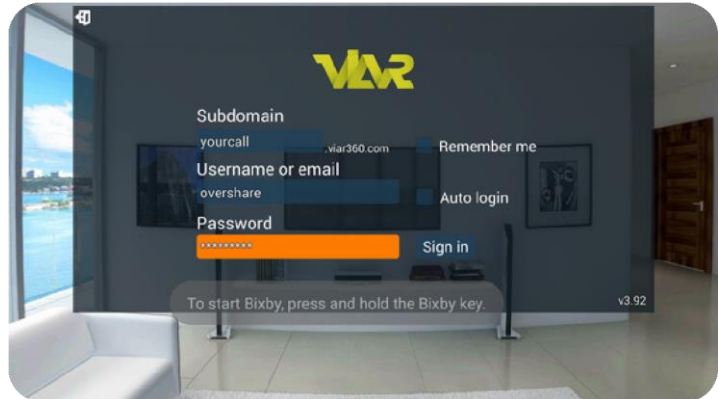 VIAR
Subdomain
yourcall
.viar360.com
Remember me
Username or email
overshare
Auto login
Password
*********
Sign in
To start Bixby, press and hold the Bixby key.
v3.92